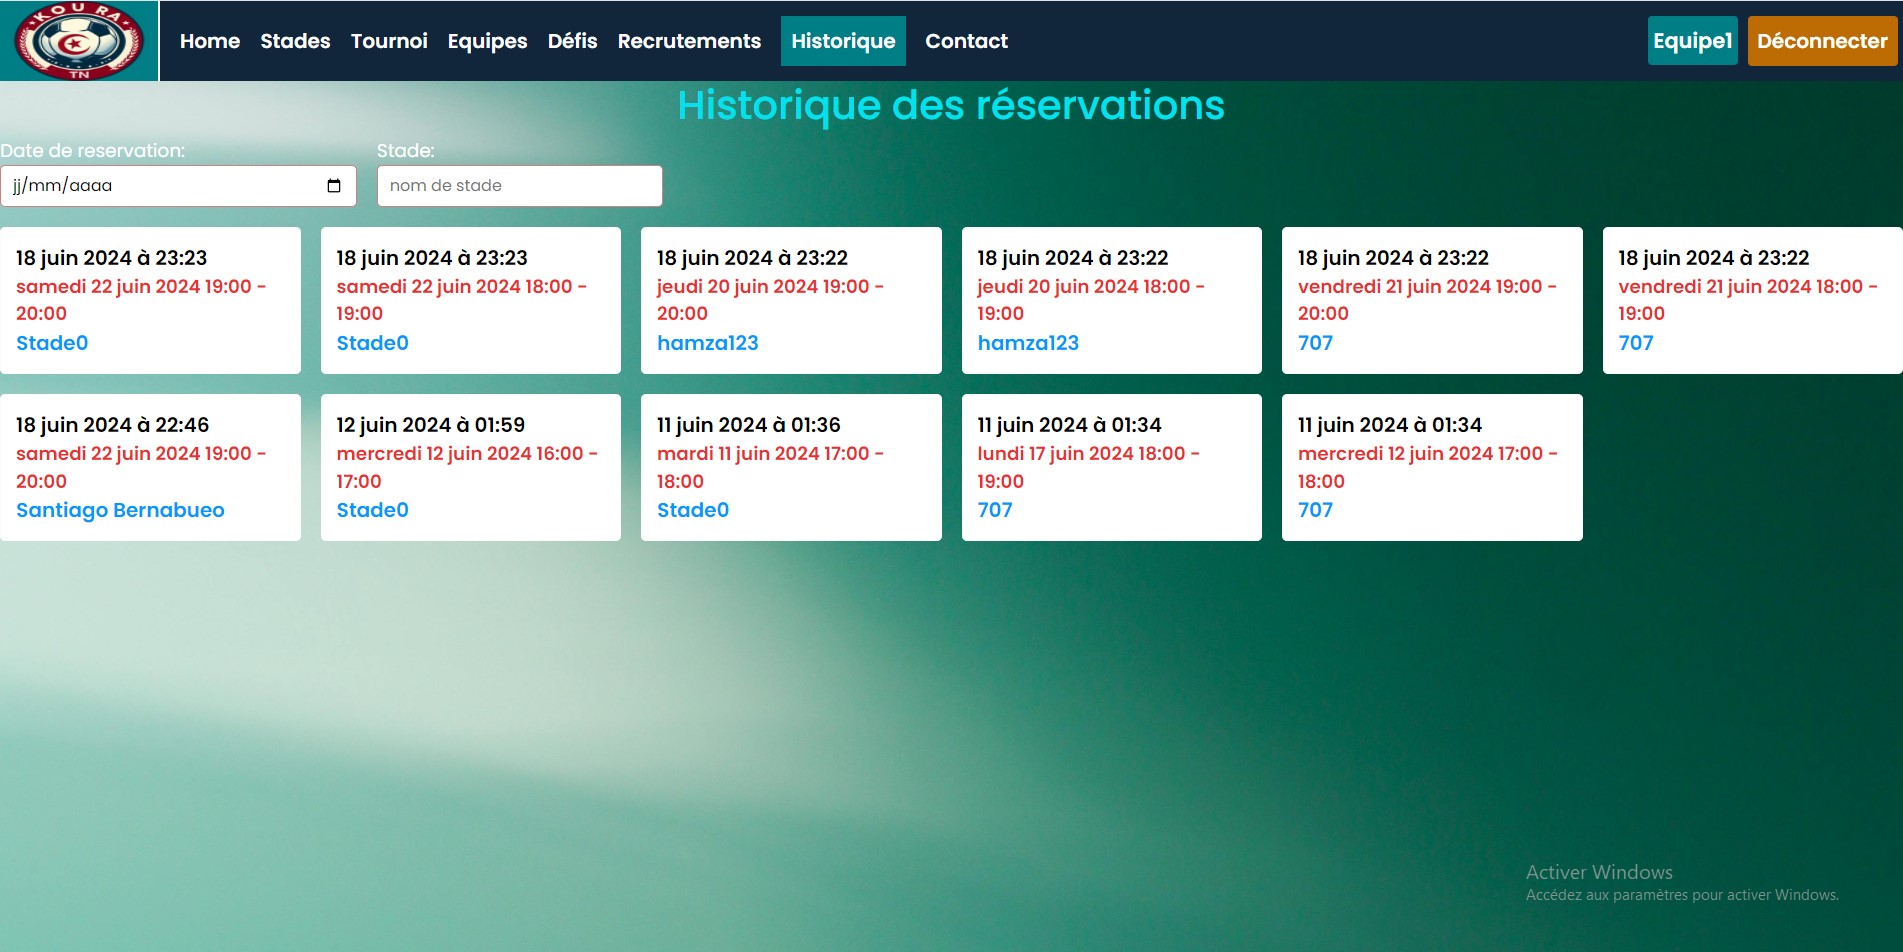 KOURA
TN
Home Stades Tournoi Equipes Défis Recrutements Historique Contact Equipe1 Déconnecter
Historique des réservations
Date de reservation: Stade:
jj/mm/aaaa nom de stade
18 juin 2024 à 23:23
samedi 22 juin 2024 19:00 -
20:00
Stade0
18 juin 2024 à 23:23
samedi 22 juin 2024 18:00 -
19:00
Stade0
18 juin 2024 à 23:22
jeudi 20 juin 2024 19:00 -
20:00
hamza123
18 juin 2024 à 23:22
jeudi 20 juin 2024 18:00 -
19:00
hamza123
18 juin 2024 à 23:22
vendredi 21 juin 2024 19:00 -
20:00
707
18 juin 2024 à 23:22
vendredi 21 juin 2024 18:00 -
19:00
707
18 juin 2024 à 22:46
samedi 22 juin 2024 19:00 -
20:00
Santiago Bernabueo
12 juin 2024 à 01:59
mercredi 12 juin 2024 16:00 -
17:00
Stade0
11 juin 2024 à 01:36
mardi 11 juin 2024 17:00 -
18:00
Stade0
11 juin 2024 à 01:34
lundi 17 juin 2024 18:00 -
19:00
707
11 juin 2024 à 01:34
mercredi 12 juin 2024 17:00 -
18:00
707
Activer Windows
Accédez aux paramètres pour activer Windows.